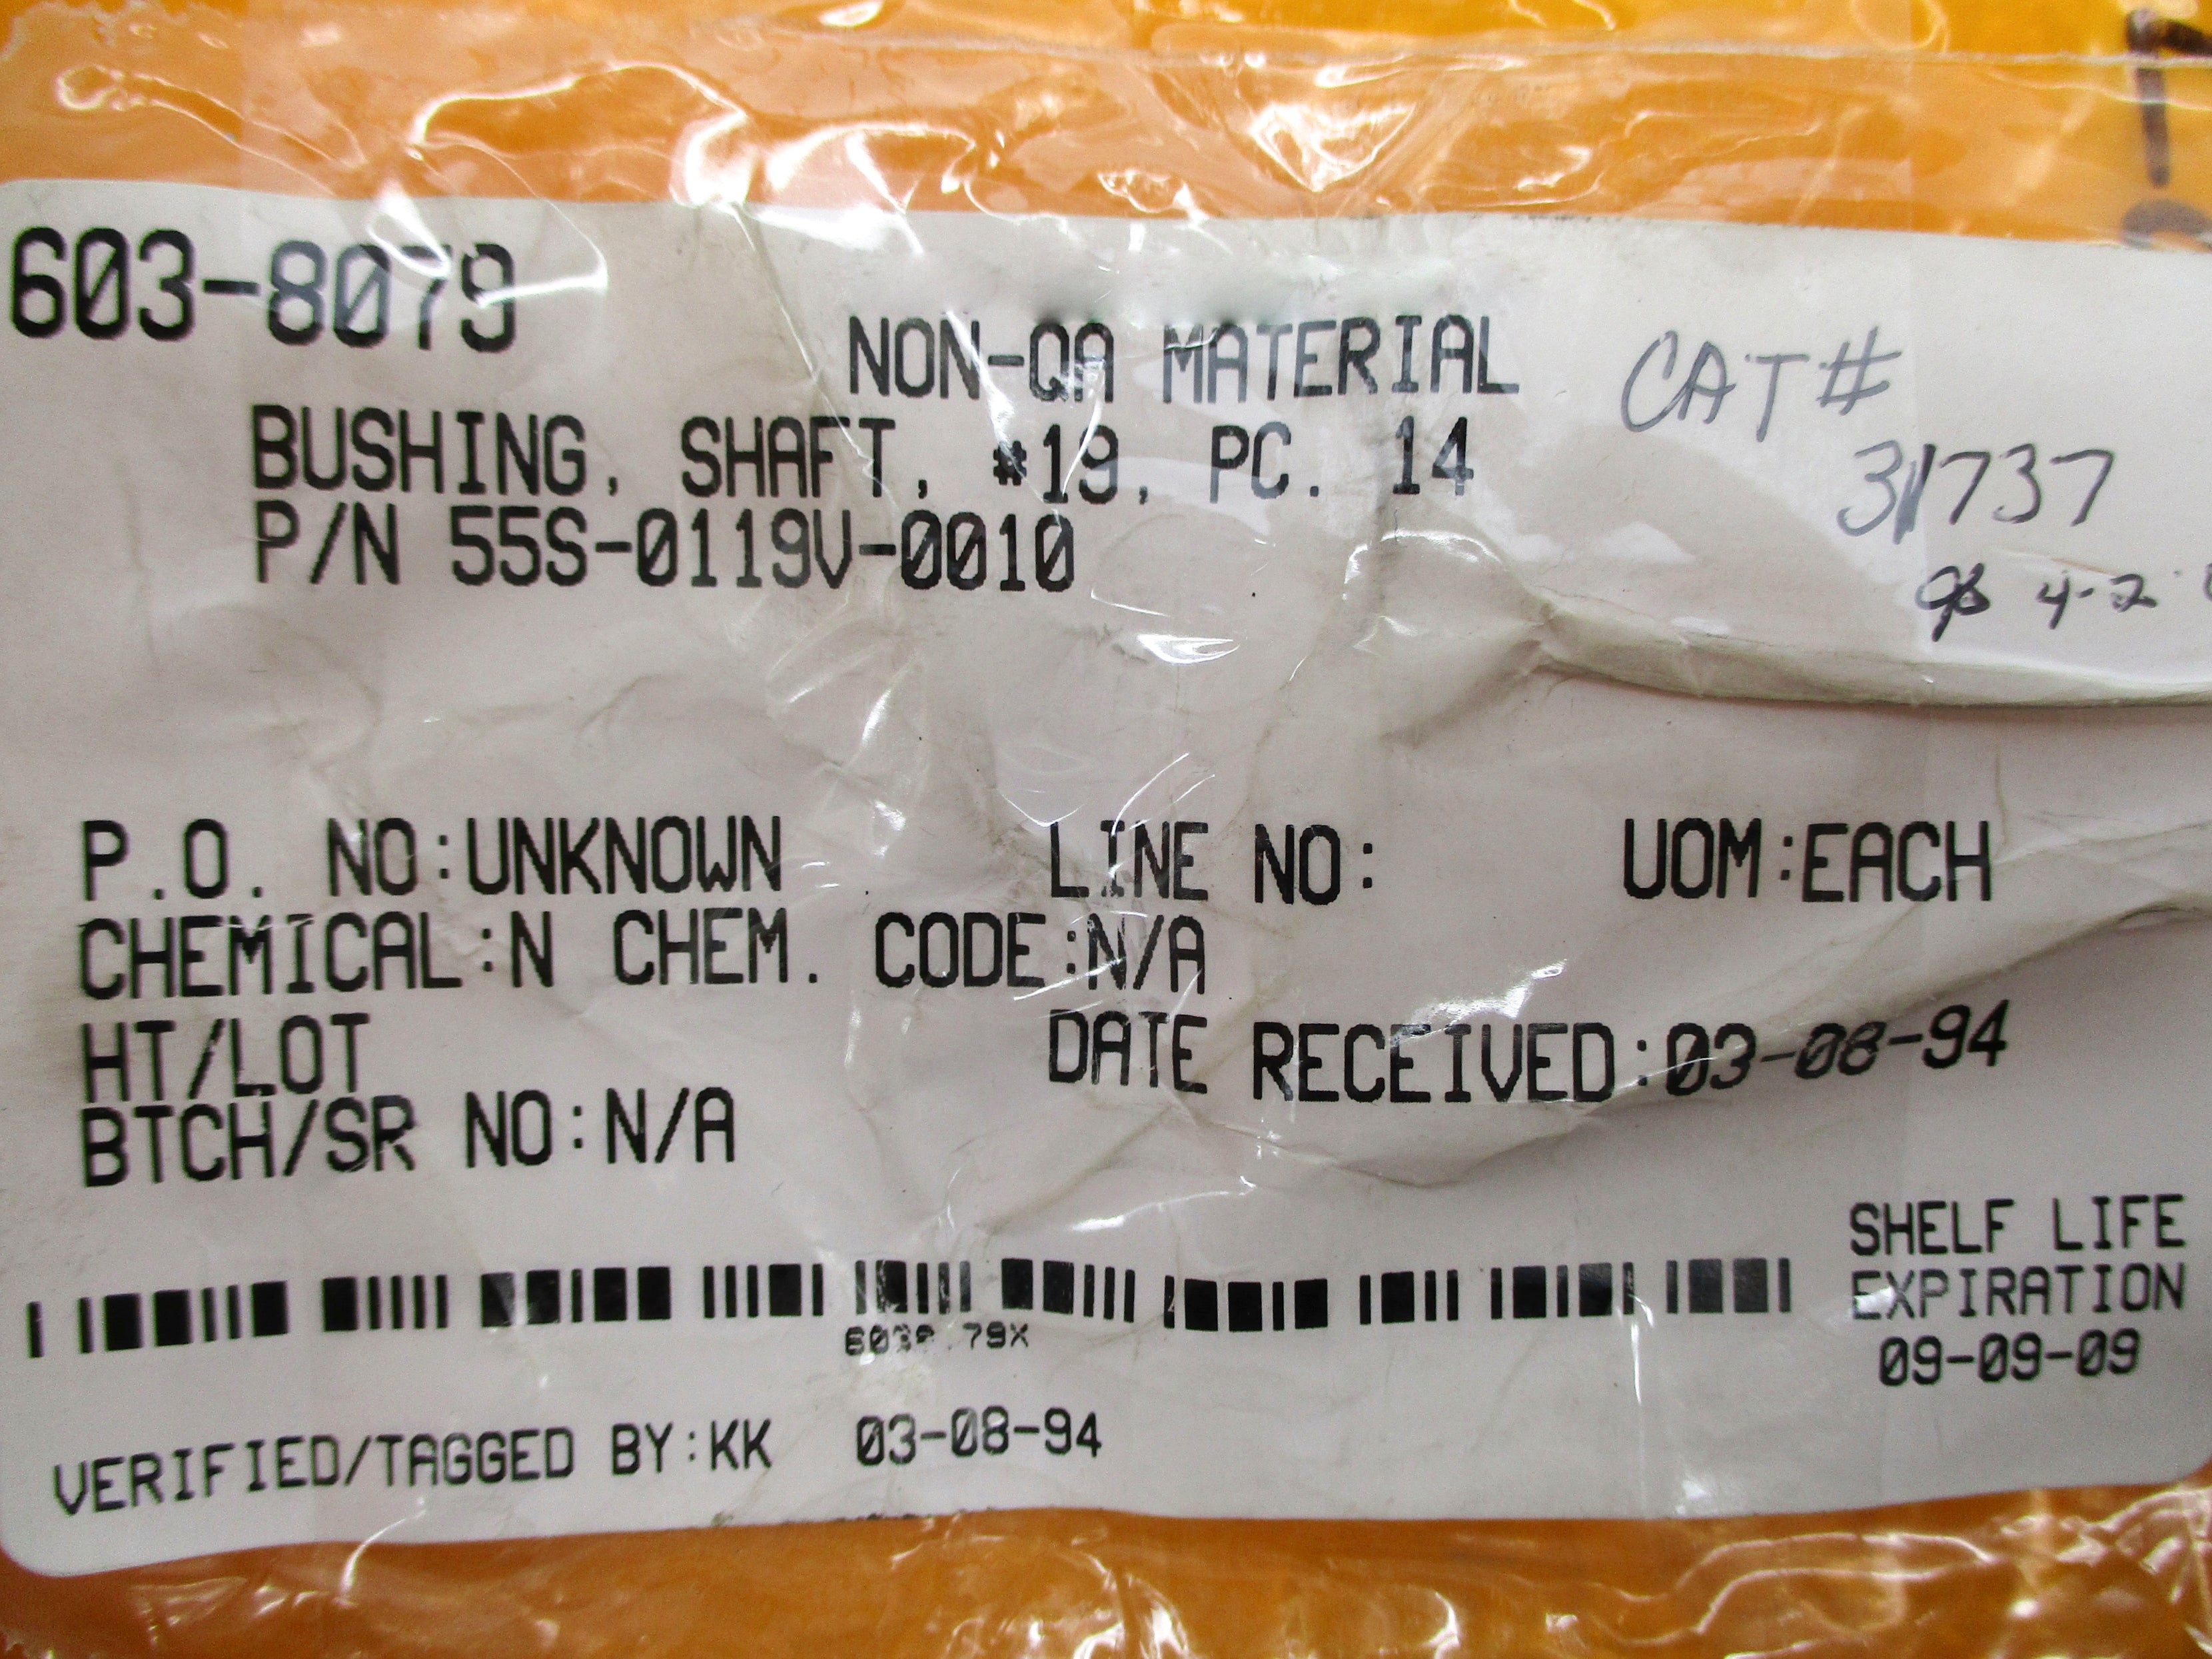 603-8079
NON-QA MATERIAL
CAT#
31737
BUSHING, SHAFT, #19, PC. 14
P/N 55S-0119V-0010
4-2
P.O. NO:UNKNOWN LINE NO: UOM:EACH
CHEMICAL:N CHEM. CODE:N/A
HT/LOT DATE RECEIVED:03-08-94
BTCH/SR NO:N/A
SHELF LIFE
EXPIRATION
09-09-09
VERIFIED/TAGGED BY:KK 03-08-94